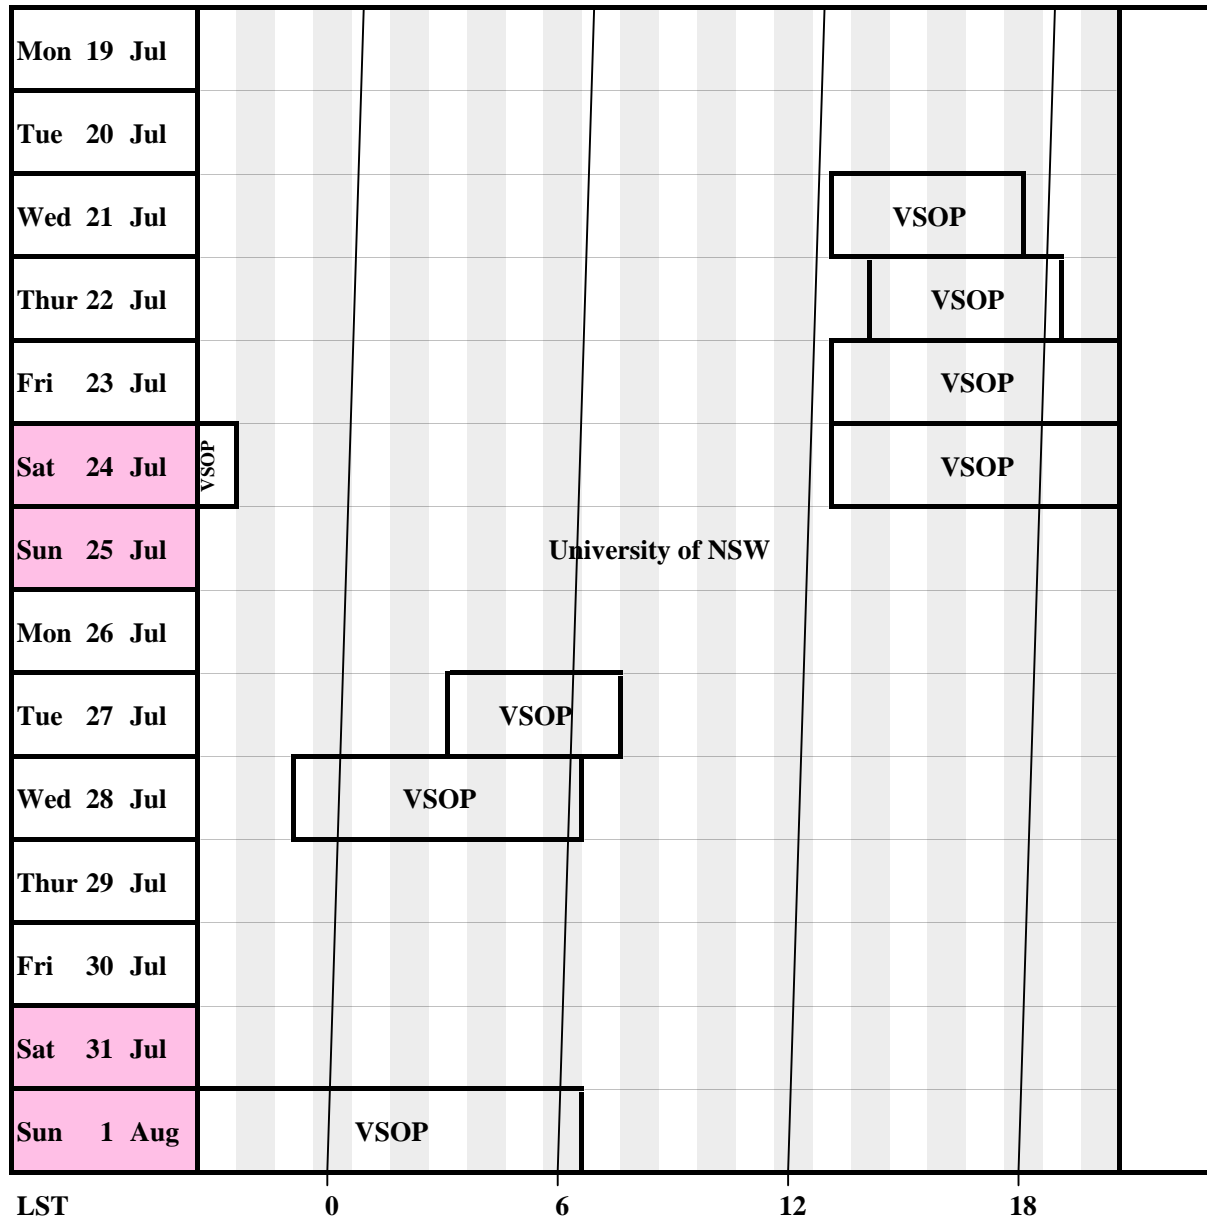 Mon 19 Jul
Tue 20 Jul
Wed 21 Jul VSOP
Thur 22 Jul VSOP
Fri 23 Jul VSOP
Sat 24 Jul VSOP VSOP
Sun 25 Jul University of NSW
Mon 26 Jul
Tue 27 Jul VSOP
Wed 28 Jul VSOP
Thur 29 Jul
Fri 30 Jul
Sat 31 Jul
Sun 1 Aug VSOP
LST 0 6 12 18